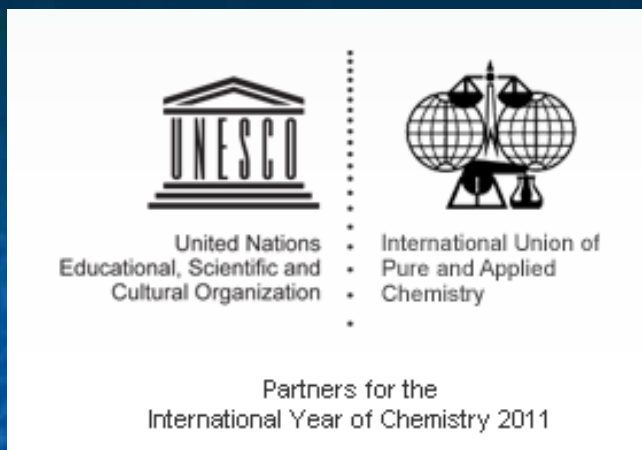 UNESCO
United Nations
Educational, Scientific and
Cultural Organization
International Union of
Pure and Applied
Chemistry
Partners for the
International Year of Chemistry 2011